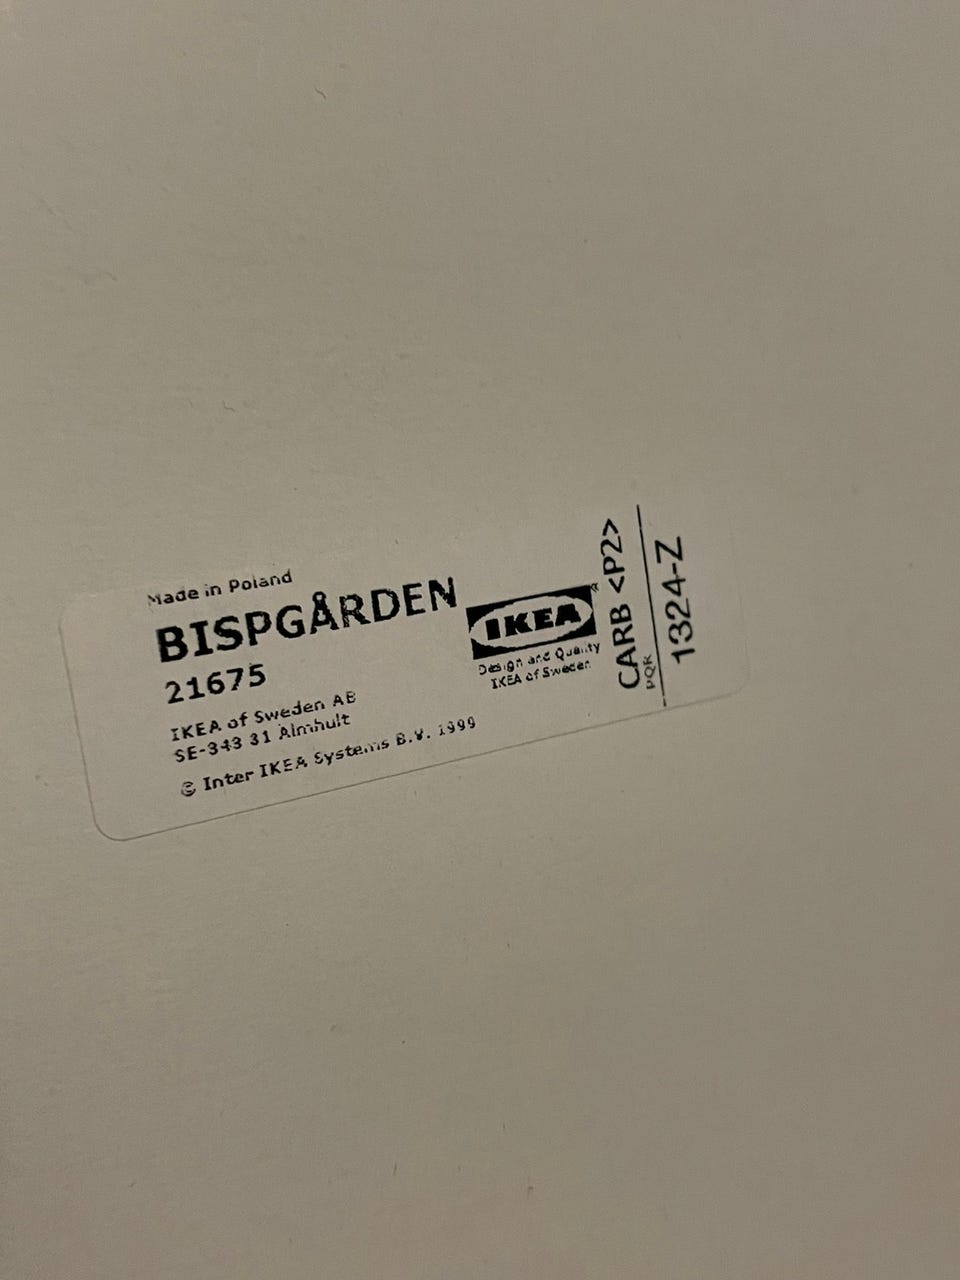 Made in Poland
BISPGÅRDEN
21675
IKEA of Sweden AB
SE-343 31 Älmhult
© Inter IKEA Systems B.V. 1999
IKEA®
Design and Quality
IKEA of Sweden
CARB <P2>
PQR
1324-Z